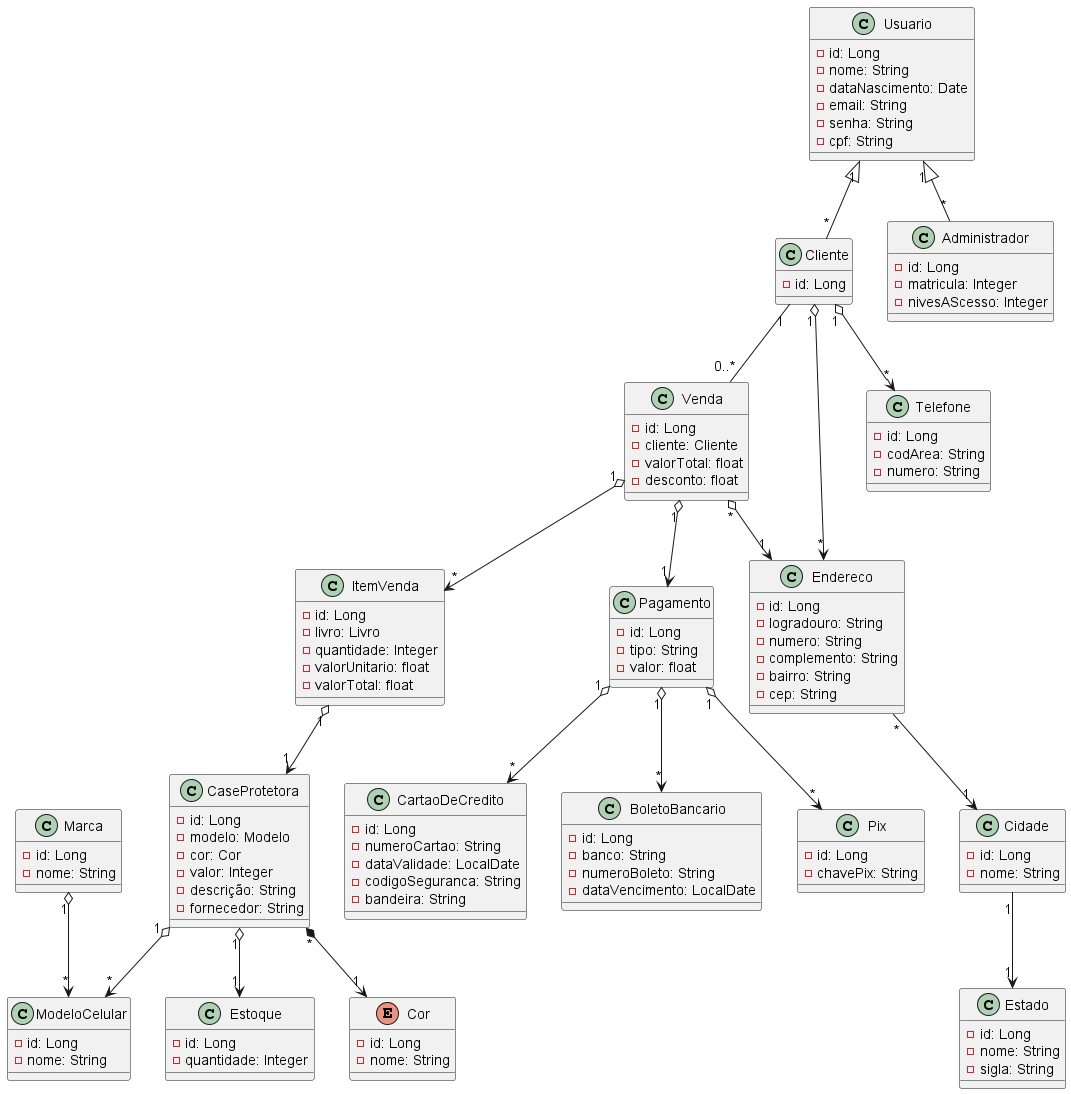 C Usuario
id: Long
nome: String
dataNascimento: Date
email: String
senha: String
cpf: String
1
1
*
*
C Cliente
id: Long
C Administrador
id: Long
matricula: Integer
nivesAScesso: Integer
1
1
1
0..*
*
*
C Venda
id: Long
cliente: Cliente
valorTotal: float
desconto: float
C Telefone
id: Long
codArea: String
numero: String
1
1
*
*
1
1
*
C ItemVenda
id: Long
livro: Livro
quantidade: Integer
valorUnitario: float
valorTotal: float
C Pagamento
id: Long
tipo: String
valor: float
C Endereco
id: Long
logradouro: String
numero: String
complemento: String
bairro: String
cep: String
1
1
1
1
1
*
*
*
*
1
C CaseProtetora
id: Long
modelo: Modelo
cor: Cor
valor: Integer
descrição: String
fornecedor: String
C Marca
id: Long
nome: String
C CartaoDeCredito
id: Long
numeroCartao: String
dataValidade: LocalDate
codigoSeguranca: String
bandeira: String
C BoletoBancario
id: Long
banco: String
numeroBoleto: String
dataVencimento: LocalDate
C Pix
id: Long
chavePix: String
C Cidade
id: Long
nome: String
1
1
1
*
1
*
*
1
1
1
C ModeloCelular
id: Long
nome: String
C Estoque
id: Long
quantidade: Integer
E Cor
id: Long
nome: String
C Estado
id: Long
nome: String
sigla: String